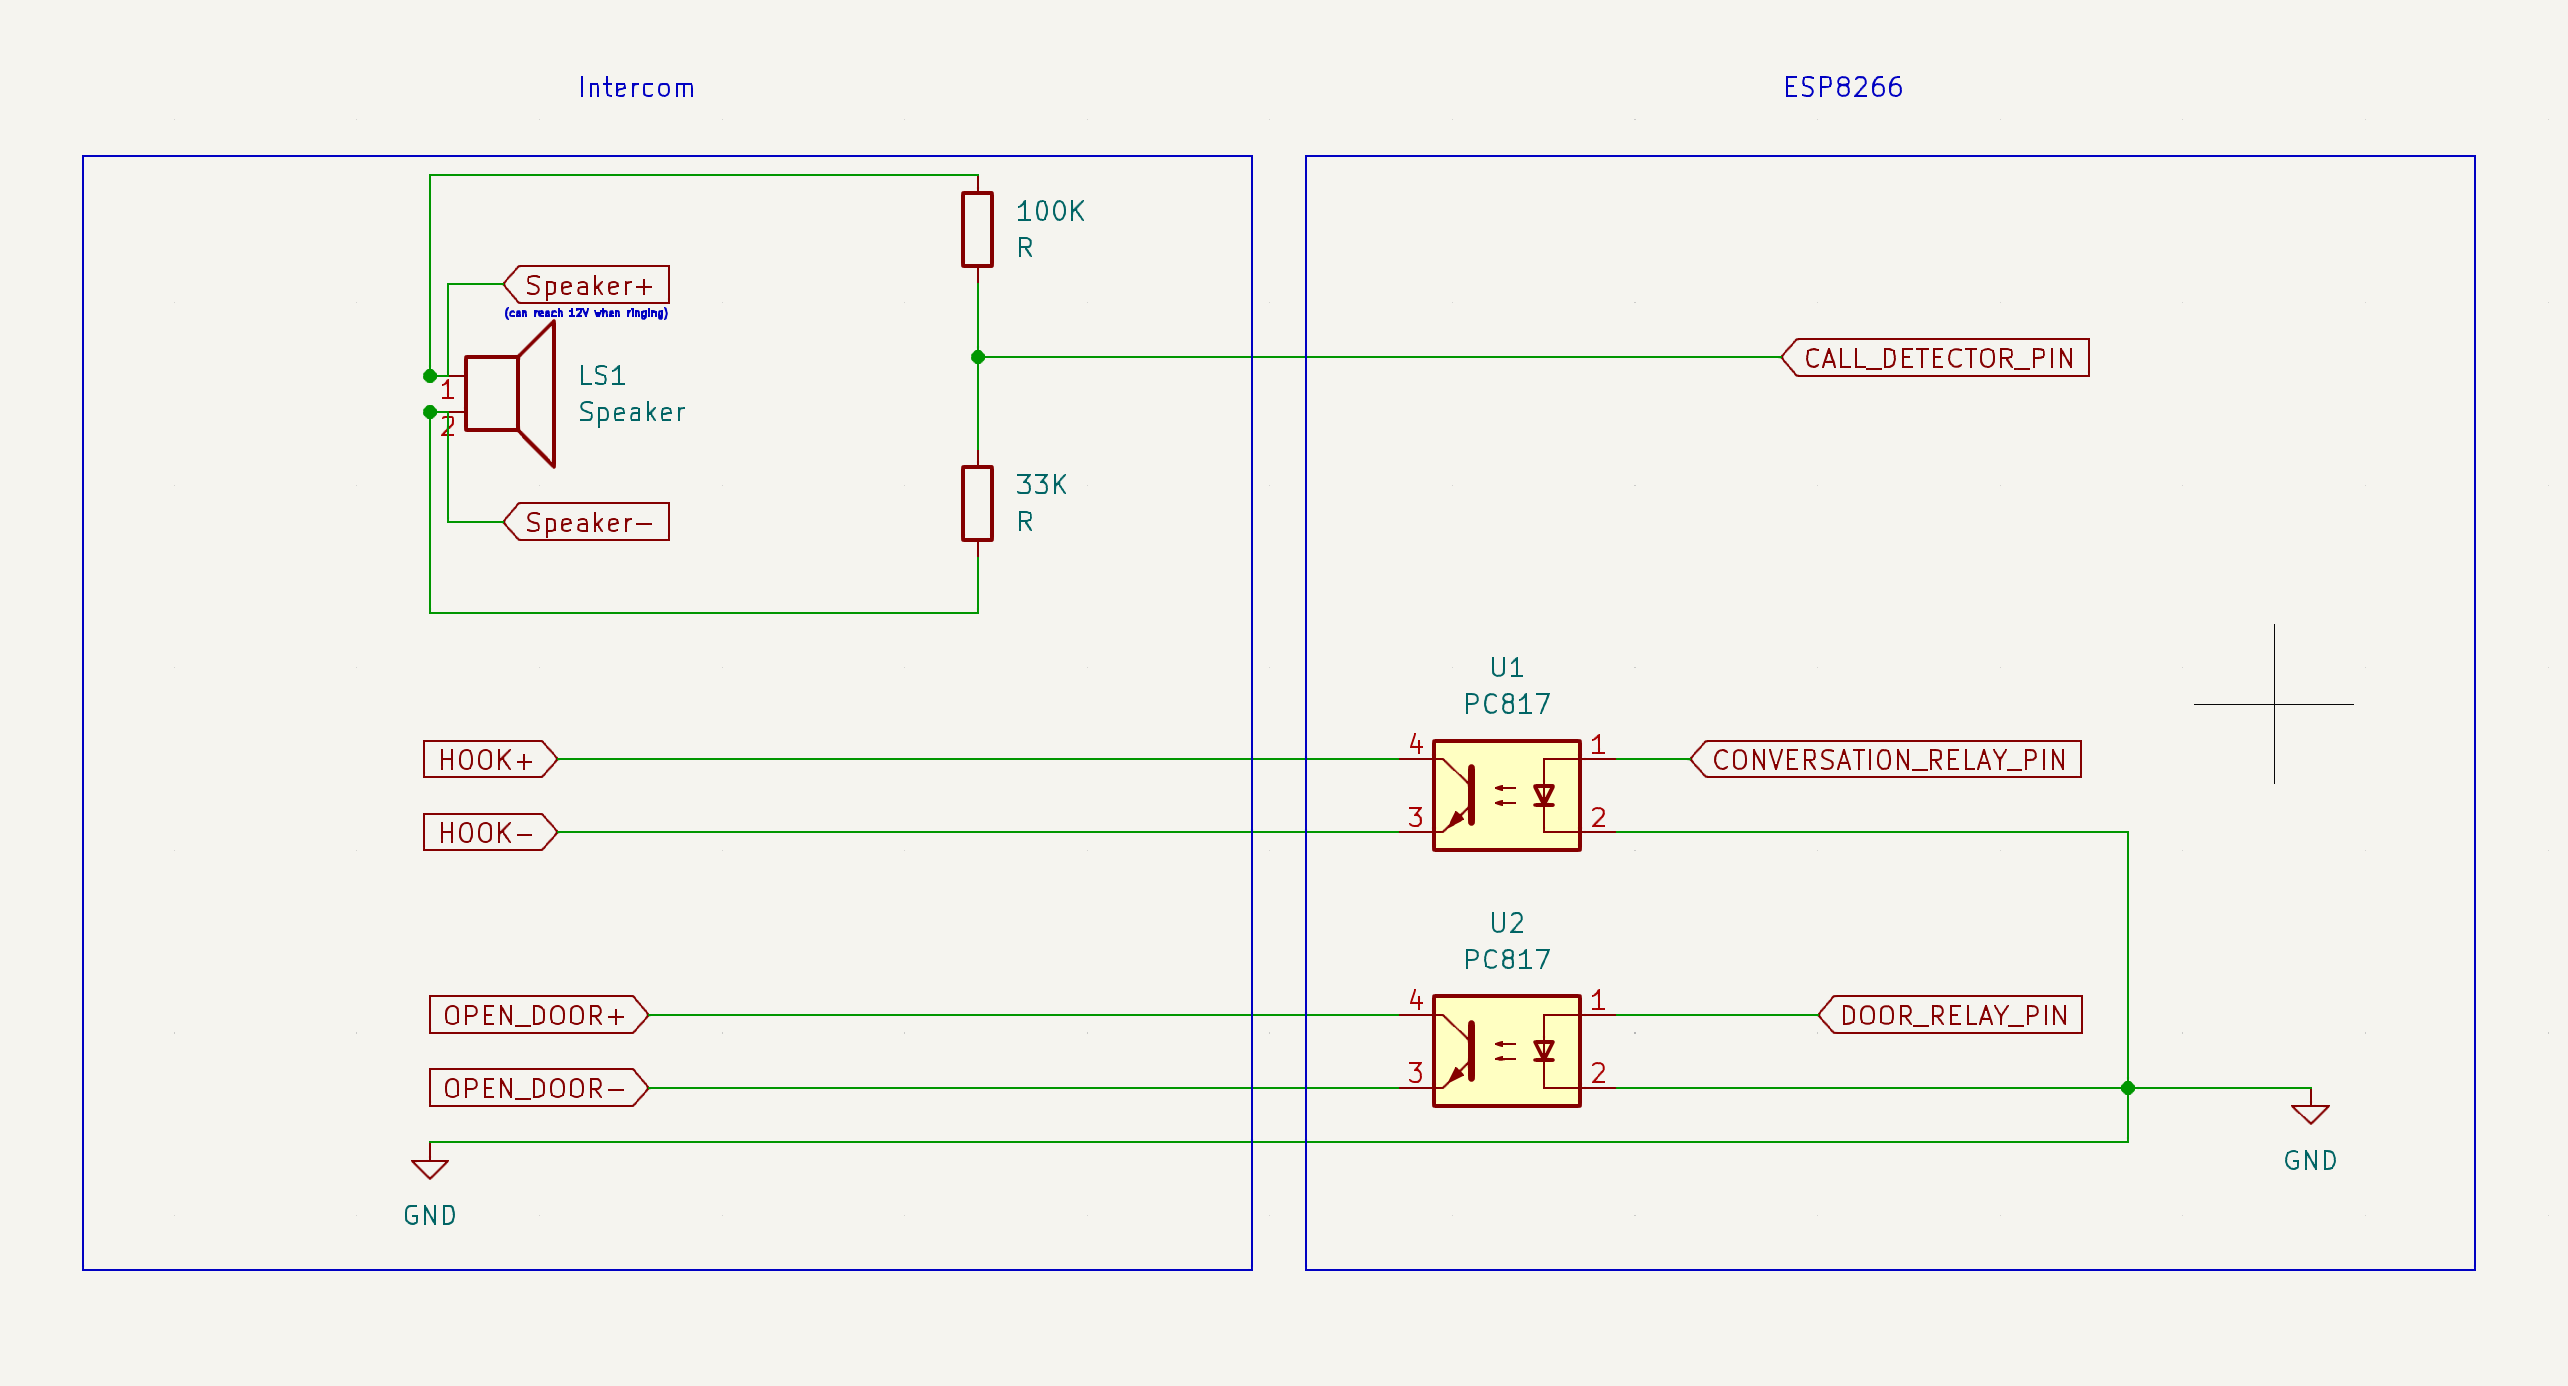 Intercom
ESP8266
100K
R
Speaker+
(can reach 12V when ringing)
CALL_DETECTOR_PIN
1
LS1
2
Speaker
33K
R
Speaker-
U1
PC817
HOOK+
4
1
CONVERSATION_RELAY_PIN
HOOK-
3
2
U2
PC817
OPEN_DOOR+
4
1
DOOR_RELAY_PIN
OPEN_DOOR-
3
2
GND
GND